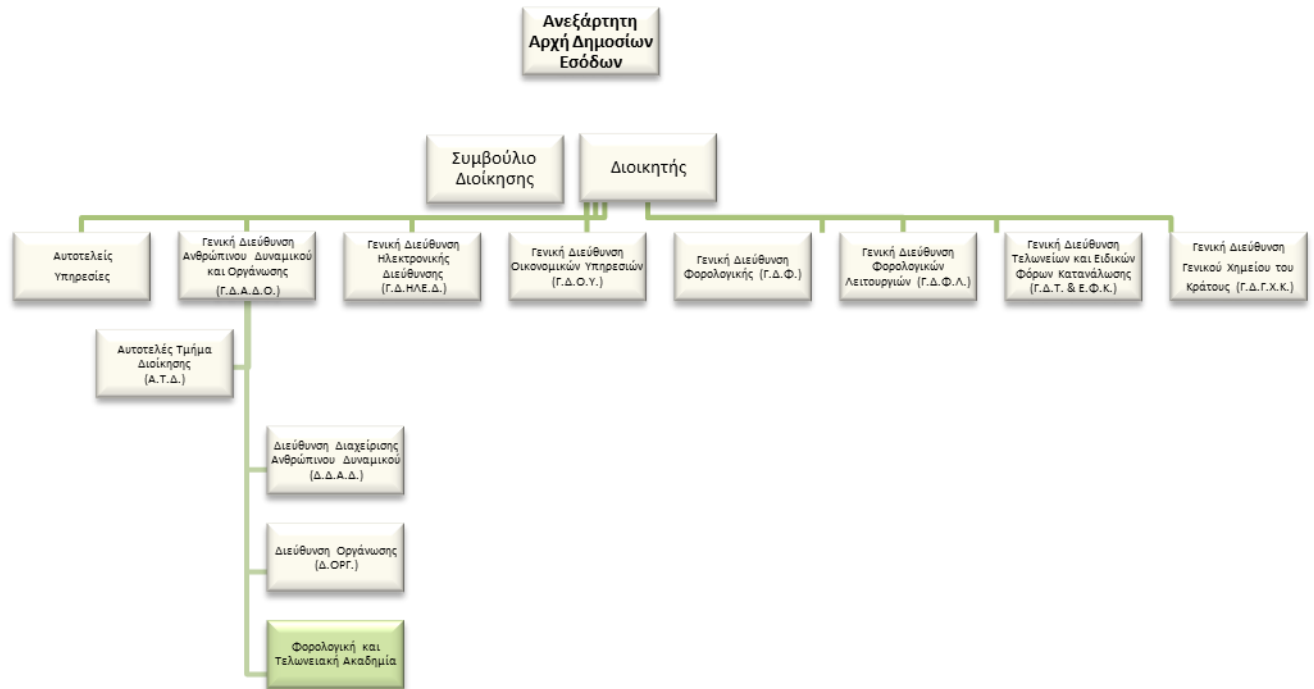 Ανεξάρτητη
Αρχή Δημοσίων
Εσόδων
Συμβούλιο
Διοίκησης
Διοικητής
Αυτοτελείς
Υπηρεσίες
Γενική Διεύθυνση
Ανθρώπινου Δυναμικού
και Οργάνωσης
(Γ.Δ.Α.Δ.Ο.)
Γενική Διεύθυνση
Ηλεκτρονικής
Διεύθυνσης
(Γ.Δ.ΗΛΕ.Δ.)
Γενική Διεύθυνση
Οικονομικών Υπηρεσιών
(Γ.Δ.Ο.Υ.)
Γενική Διεύθυνση
Φορολογικής (Γ.Δ.Φ.)
Γενική Διεύθυνση
Φορολογικών
Λειτουργιών (Γ.Δ.Φ.Λ.)
Γενική Διεύθυνση
Τελωνείων και Ειδικών
Φόρων Κατανάλωσης
(Γ.Δ.Τ. & Ε.Φ.Κ.)
Γενική Διεύθυνση
Γενικού Χημείου του
Κράτους (Γ.Δ.Γ.Χ.Κ.)
Αυτοτελές Τμήμα
Διοίκησης
(Α.Τ.Δ.)
Διεύθυνση Διαχείρισης
Ανθρώπινου Δυναμικού
(Δ.Δ.Α.Δ.)
Διεύθυνση Οργάνωσης
(Δ.ΟΡΓ.)
Φορολογική και
Τελωνειακή Ακαδημία